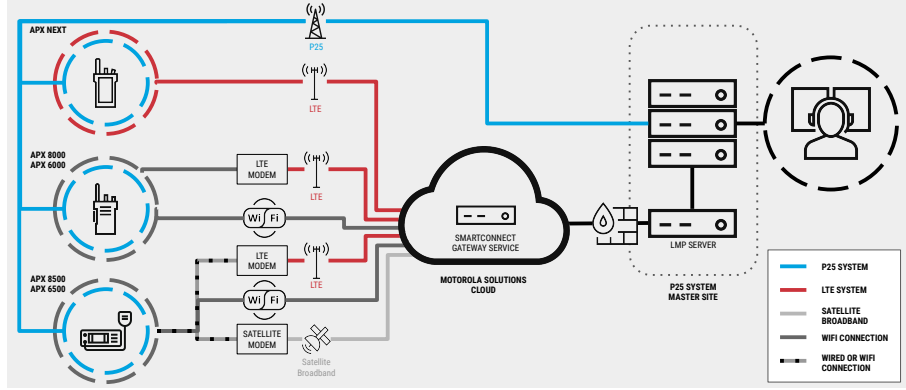 APX NEXT
P25
LTE
APX 8000
APX 6000
LTE
MODEM
LTE
Wi Fi
APX 8500
APX 6500
LTE
MODEM
LTE
Wi Fi
SATELLITE
MODEM
Satellite
Broadband
SMARTCONNECT
GATEWAY SERVICE
MOTOROLA SOLUTIONS
CLOUD
LMP SERVER
P25 SYSTEM
MASTER SITE
P25 SYSTEM
LTE SYSTEM
SATELLITE
BROADBAND
WIFI CONNECTION
WIRED OR WIFI
CONNECTION